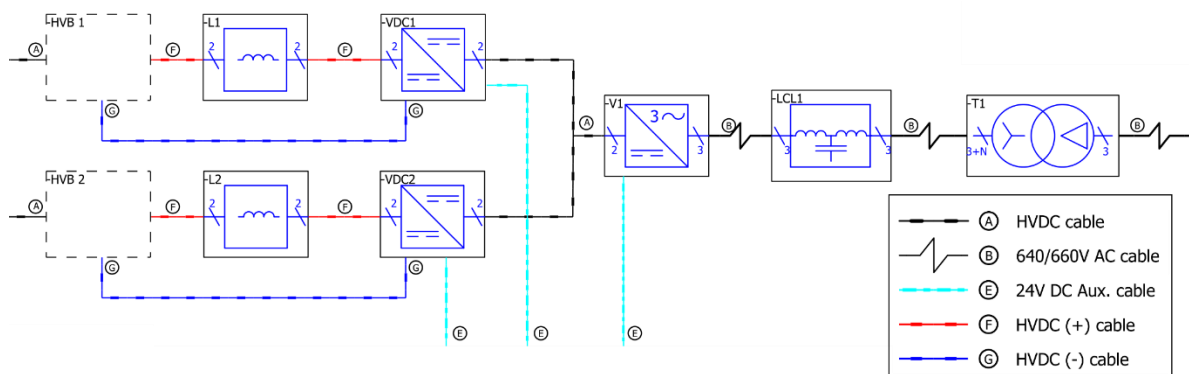 -HVB 1
-L1
-VDC1
A
F
2
2
F
2
2
G
G
-V1
-LCL1
-T1
A
3
2
3
B
3
3
B
3+N
3
B
-HVB 2
-L2
-VDC2
A
F
2
2
F
2
2
G
G
E
E
E
A HVDC cable
B 640/660V AC cable
E 24V DC Aux. cable
F HVDC (+) cable
G HVDC (-) cable